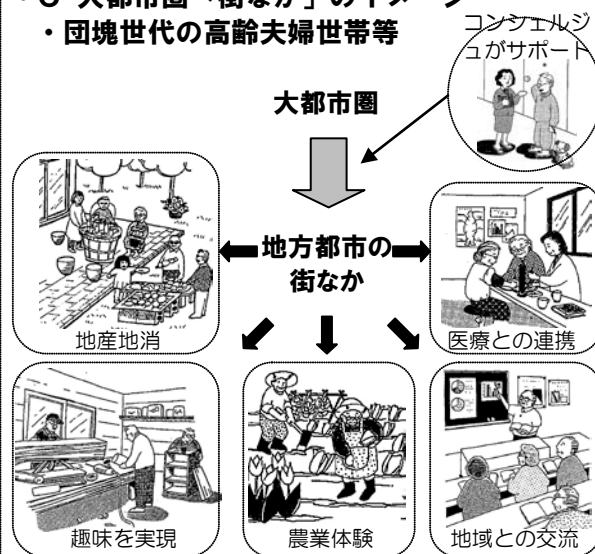 ・団塊世代の高齢夫婦世帯等
コンシェルジ
ュがサポート
大都市圏
地方都市の
街なか
地産地消
医療との連携
趣味を実現
農業体験
地域との交流